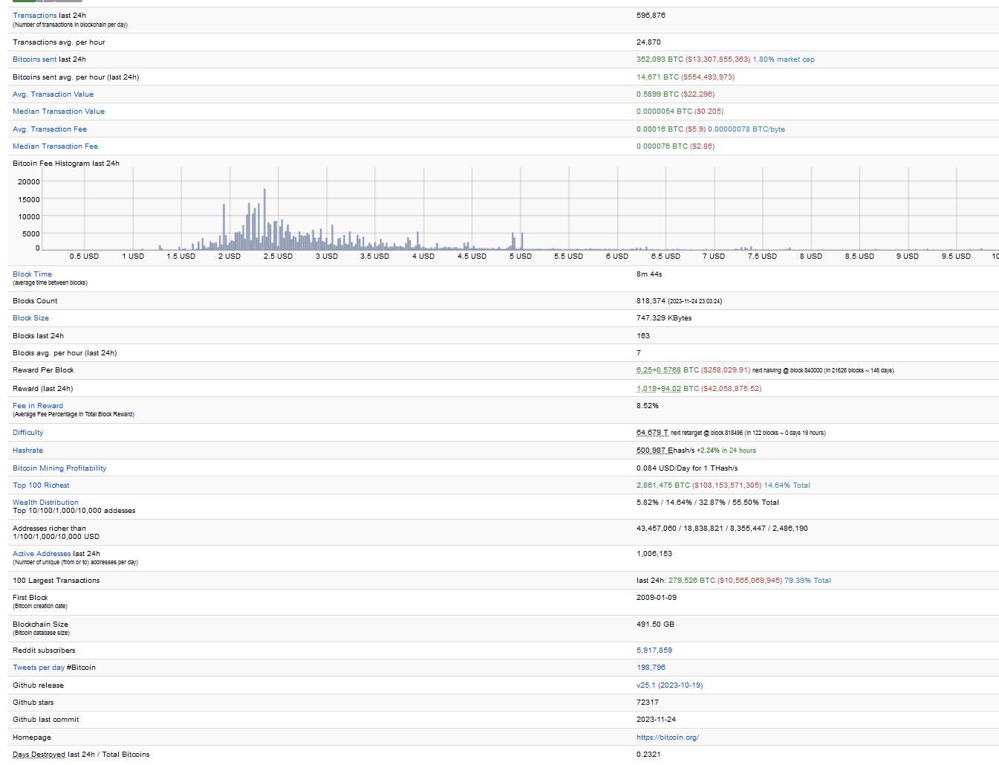 Transactions last 24h 596,876
(Number of transactions in blockchain per day)
Transactions avg. per hour 24,870
Bitcoins sent last 24h 352,093 BTC ($13,307,855,363) 1.80% market cap
Bitcoins sent avg. per hour (last 24h) 14,671 BTC ($554,493,973)
Avg. Transaction Value 0.5899 BTC ($22,296)
Median Transaction Value 0.0000054 BTC ($0.205)
Avg. Transaction Fee 0.00016 BTC ($5.9) 0.00000078 BTC/byte
Median Transaction Fee 0.000076 BTC ($2.86)
Bitcoin Fee Histogram last 24h
20000
15000
10000
5000
0
0.5 USD 1 USD 1.5 USD 2 USD 2.5 USD 3 USD 3.5 USD 4 USD 4.5 USD 5 USD 5.5 USD 6 USD 6.5 USD 7 USD 7.5 USD 8 USD 8.5 USD 9 USD 9.5 USD 10
Block Time 8m 44s
(average time between blocks)
Blocks Count 818,374 (2023-11-24 23:03:24)
Block Size 747.329 KBytes
Blocks last 24h 163
Blocks avg. per hour (last 24h) 7
Reward Per Block 6.25+0.5768 BTC ($258,029.91) next halving @ block 840000 (in 21626 blocks ~ 146 days)
Reward (last 24h) 1,019+94.02 BTC ($42,058,875.52)
Fee in Reward 8.52%
(Average Fee Percentage in Total Block Reward)
Difficulty 64.679 T next retarget @ block 818496 (in 122 blocks ~ 0 days 19 hours)
Hashrate 500.987 Ehash/s +2.24% in 24 hours
Bitcoin Mining Profitability 0.084 USD/Day for 1 THash/s
Top 100 Richest 2,861,475 BTC ($108,153,571,305) 14.64% Total
Wealth Distribution 5.82% / 14.64% / 32.87% / 55.50% Total
Top 10/100/1,000/10,000 addesses
Addresses richer than 43,457,060 / 18,838,821 / 8,355,447 / 2,486,190
1/100/1,000/10,000 USD
Active Addresses last 24h 1,006,153
(Number of unique (from or to) addresses per day)
100 Largest Transactions last 24h: 279,526 BTC ($10,565,069,945) 79.39% Total
First Block 2009-01-09
(Bitcoin creation date)
Blockchain Size 491.50 GB
(Bitcoin database size)
Reddit subscribers 5,917,859
Tweets per day #Bitcoin 198,796
Github release v25.1 (2023-10-19)
Github stars 72317
Github last commit 2023-11-24
Homepage https://bitcoin.org/
Days Destroyed last 24h / Total Bitcoins 0.2321